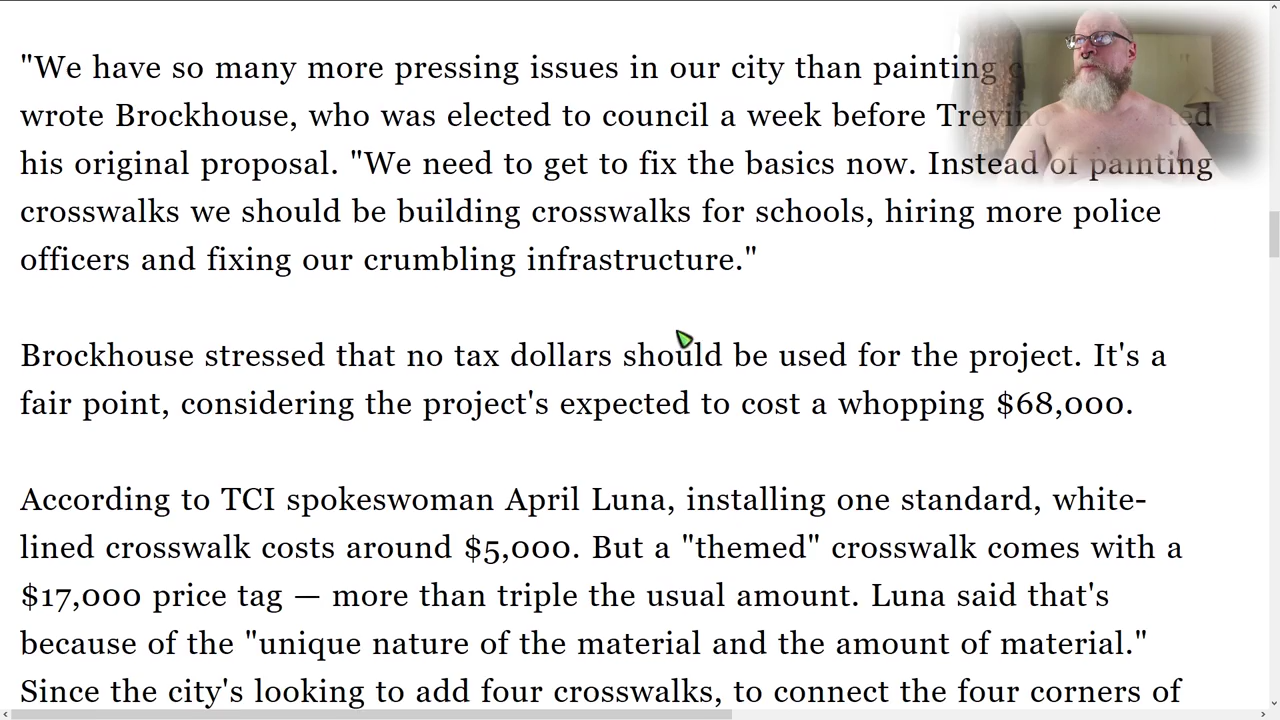 "We have so many more pressing issues in our city than painting
wrote Brockhouse, who was elected to council a week before Trevino
his original proposal. "We need to get to fix the basics now. Instead of painting
crosswalks we should be building crosswalks for schools, hiring more police
officers and fixing our crumbling infrastructure."
Brockhouse stressed that no tax dollars should be used for the project. It's a
fair point, considering the project's expected to cost a whopping $68,000.
According to TCI spokeswoman April Luna, installing one standard, white-
lined crosswalk costs around $5,000. But a "themed" crosswalk comes with a
$17,000 price tag — more than triple the usual amount. Luna said that's
because of the "unique nature of the material and the amount of material."
Since the city's looking to add four crosswalks, to connect the four corners of